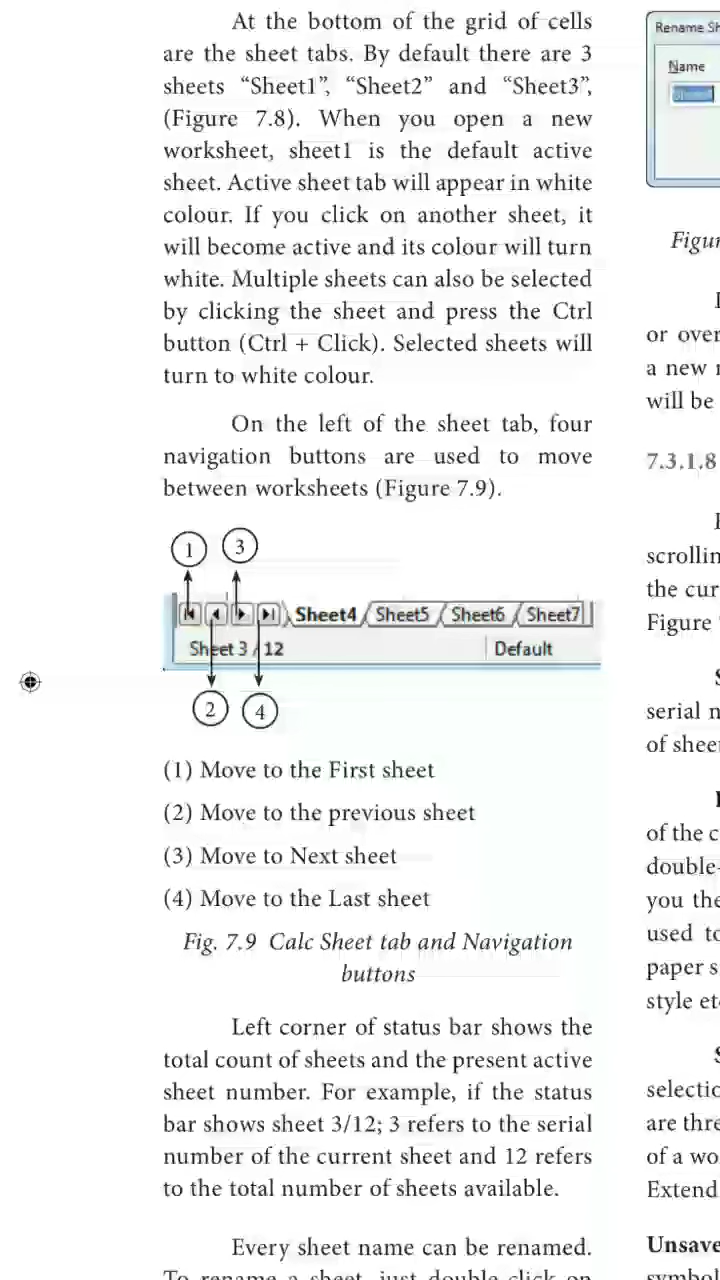 At the bottom of the grid of cells
are the sheet tabs. By default there are 3
sheets “Sheet1”, “Sheet2” and “Sheet3”,
(Figure 7.8). When you open a new
worksheet, sheet1 is the default active
sheet. Active sheet tab will appear in white
colour. If you click on another sheet, it
will become active and its colour will turn
white. Multiple sheets can also be selected
by clicking the sheet and press the Ctrl
button (Ctrl + Click). Selected sheets will
turn to white colour.
On the left of the sheet tab, four
navigation buttons are used to move
between worksheets (Figure 7.9).
1 3
Sheet4 Sheet5 Sheet6 Sheet7
Sheet 3 / 12 Default
2 4
(1) Move to the First sheet
(2) Move to the previous sheet
(3) Move to Next sheet
(4) Move to the Last sheet
Fig. 7.9 Calc Sheet tab and Navigation
buttons
Left corner of status bar shows the
total count of sheets and the present active
sheet number. For example, if the status
bar shows sheet 3/12; 3 refers to the serial
number of the current sheet and 12 refers
to the total number of sheets available.
Every sheet name can be renamed.
To rename a sheet, just double click on
Rename Sh
Name
Figur
or over
a new
will be
7.3.1.8
scrollin
the cur
Figure
S
serial n
of sheet
of the c
double-
you the
used to
paper s
style et
S
selectio
are thre
of a wo
Extend
Unsave
symbol